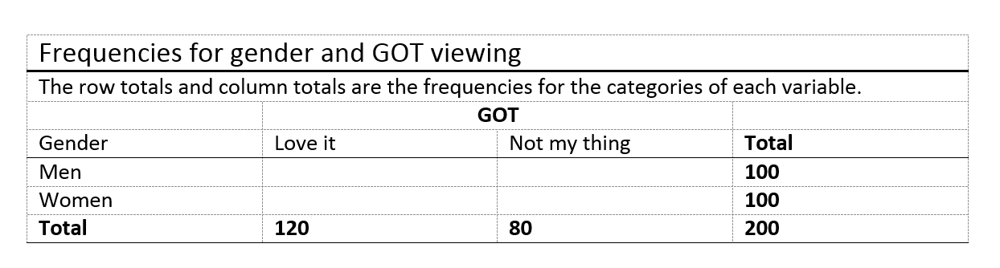 Frequencies for gender and GOT viewing
The row totals and column totals are the frequencies for the categories of each variable.
GOT
Gender Love it Not my thing Total
Men 100
Women 100
Total 120 80 200